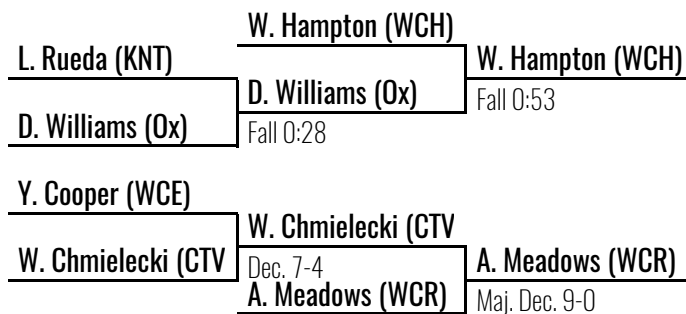 W. Hampton (WCH)
L. Rueda (KNT)
W. Hampton (WCH)
D. Williams (Ox)
Fall 0:53
D. Williams (Ox)
Fall 0:28
Y. Cooper (WCE)
W. Chmielecki (CTV
W. Chmielecki (CTV
Dec. 7-4
A. Meadows (WCR)
A. Meadows (WCR)
Maj. Dec. 9-0